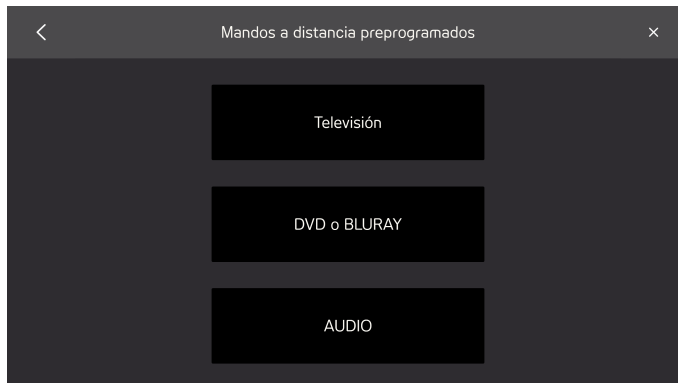 Mandos a distancia preprogramados
Televisión
DVD o BLURAY
AUDIO